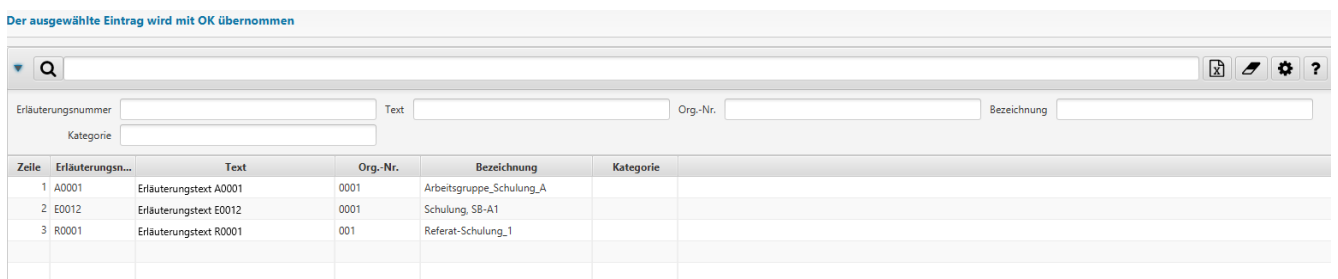 Der ausgewählte Eintrag wird mit OK übernommen
?
Erläuterungsnummer Text Org.-Nr. Bezeichnung
Kategorie
Zeile Erläuterungsn... Text Org.-Nr. Bezeichnung Kategorie
1 A0001 Erläuterungstext A0001 0001 Arbeitsgruppe_Schulung_A
2 E0012 Erläuterungstext E0012 0001 Schulung, SB-A1
3 R0001 Erläuterungstext R0001 001 Referat-Schulung_1